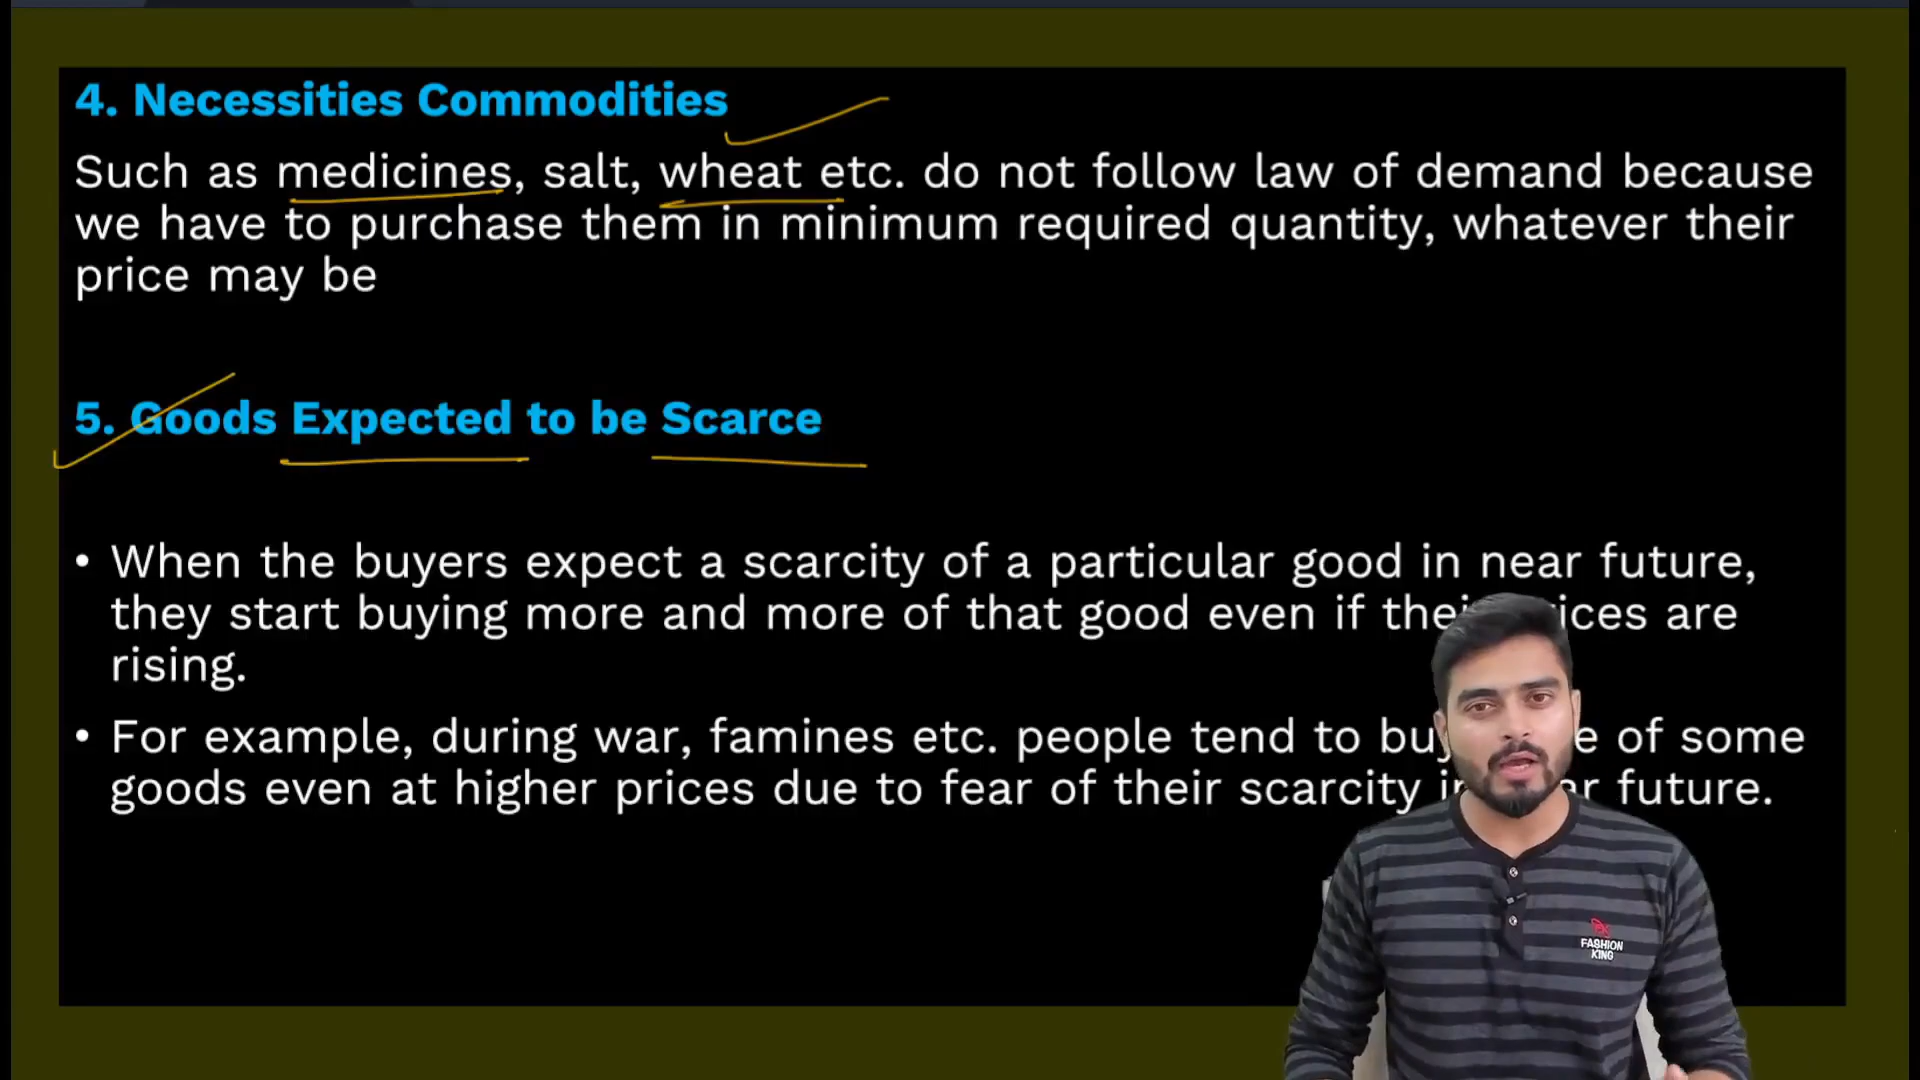 4. Necessities Commodities
Such as medicines, salt, wheat etc. do not follow law of demand because
we have to purchase them in minimum required quantity, whatever their
price may be
5. Goods Expected to be Scarce
• When the buyers expect a scarcity of a particular good in near future,
they start buying more and more of that good even if their prices are
rising.
• For example, during war, famines etc. people tend to buy of some
goods even at higher prices due to fear of their scarcity in future.
FASHION
KING